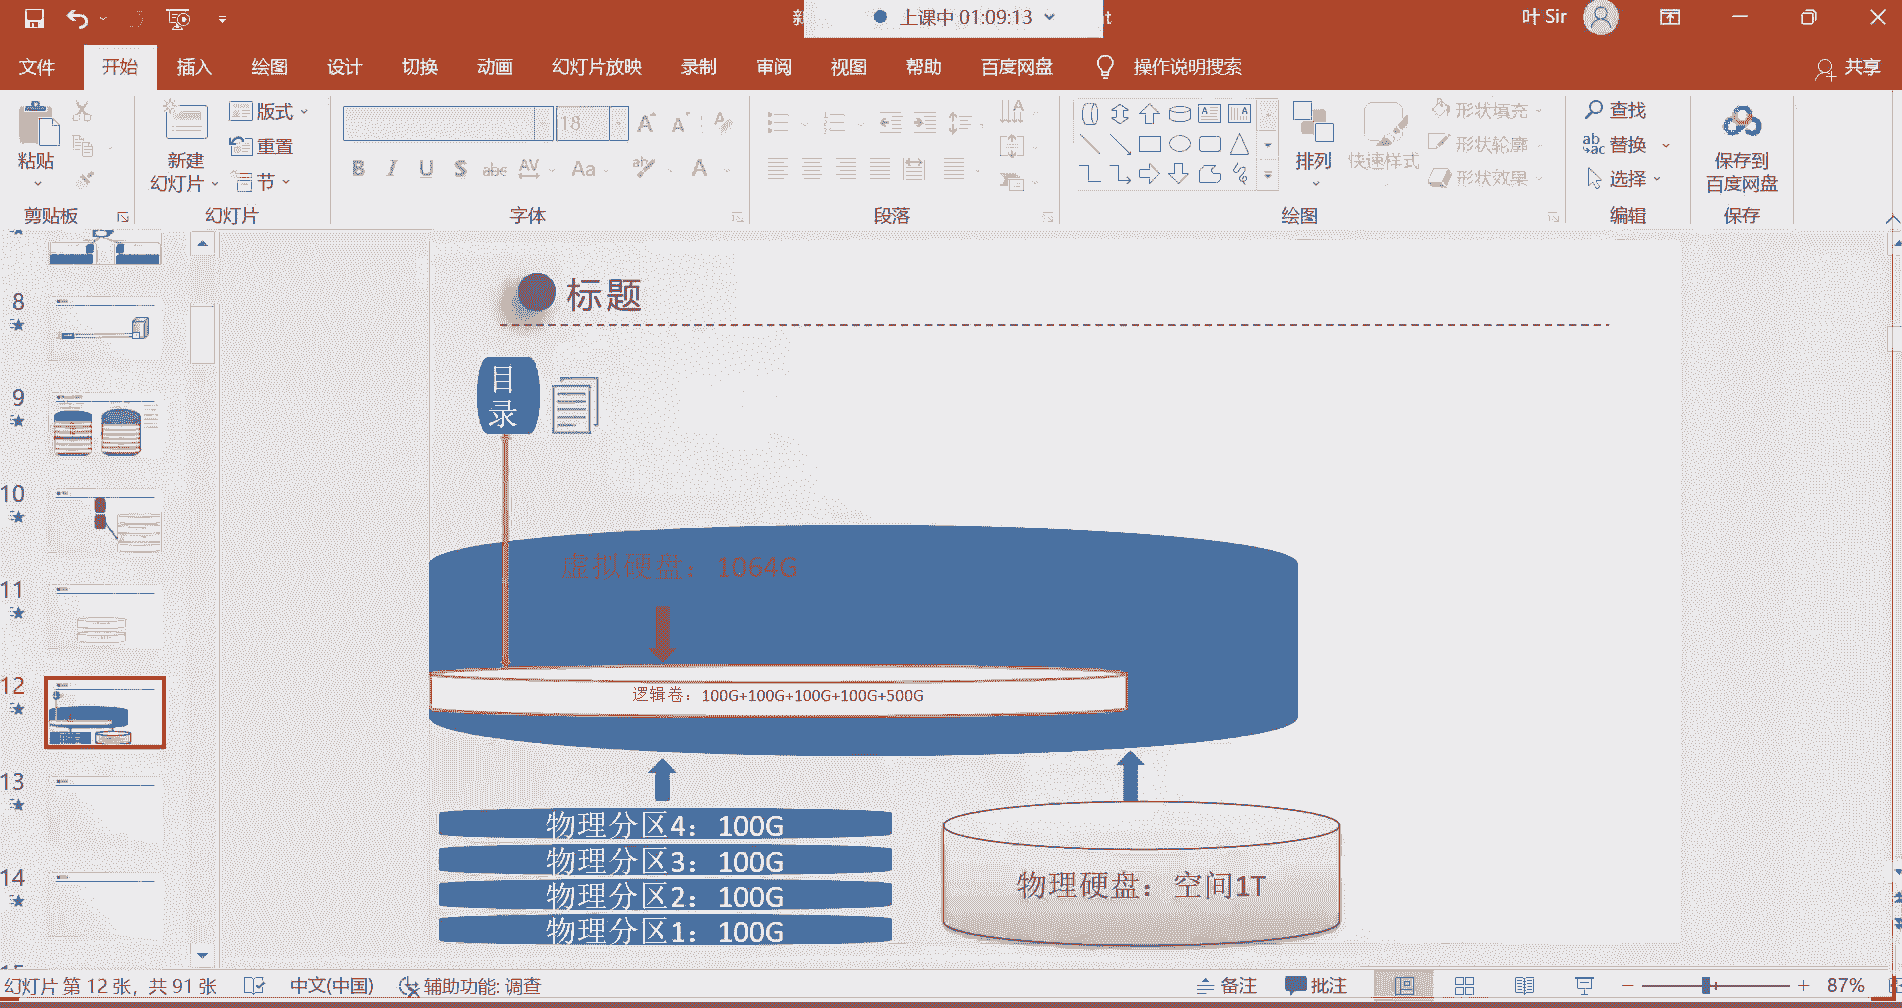 上课中 01:09:13
叶 Sir
文件 开始 插入 绘图 设计 切换 动画 幻灯片放映 录制 审阅 视图 帮助 百度网盘 操作说明搜索 共享
粘贴
剪贴板
新建
幻灯片
版式
重置
节
幻灯片
18
B I U S abc AV Aa A
字体
段落
排列
快速样式
形状填充
形状轮廓
形状效果
绘图
查找
替换
选择
编辑
保存到
百度网盘
保存
8
9
10
11
12
13
14
标题
目
录
虚拟硬盘：1064G
逻辑卷：100G+100G+100G+100G+500G
物理分区4：100G
物理分区3：100G
物理分区2：100G
物理分区1：100G
物理硬盘：空间1T
幻灯片 第 12 张，共 91 张 中文(中国) 辅助功能: 调查 备注 批注 87%